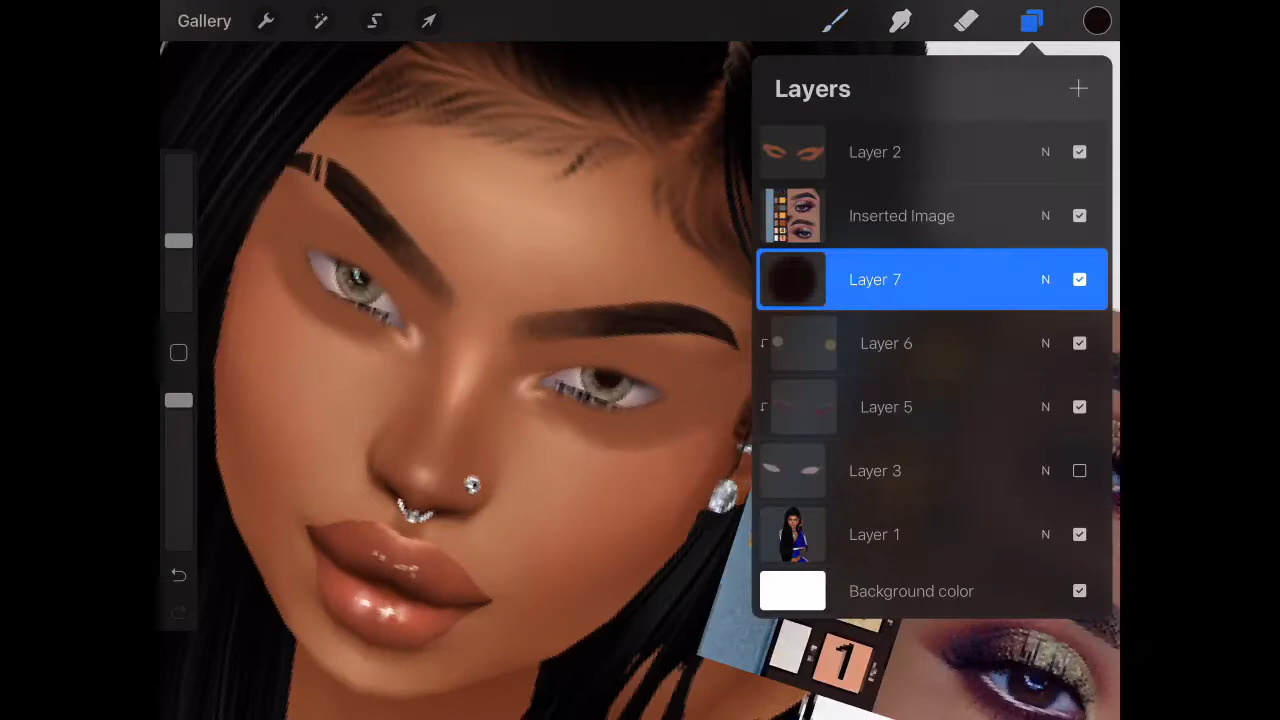 Gallery
Layers
Layer 2 N
Inserted Image N
Layer 7 N
Layer 6 N
Layer 5 N
Layer 3 N
Layer 1 N
Background color
1